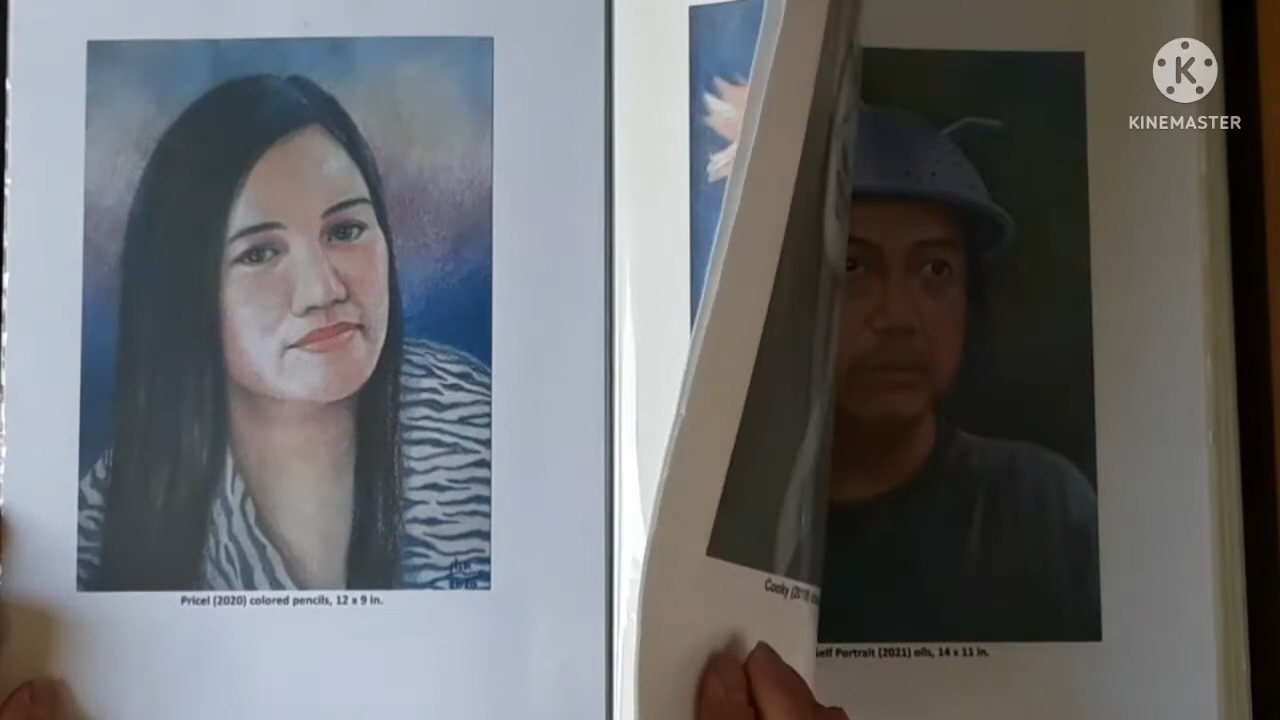 Pricel (2020) colored pencils, 12 x 9 in.
Cooky
Self Portrait (2021) oils, 14 x 11 in.
K
KINEMASTER